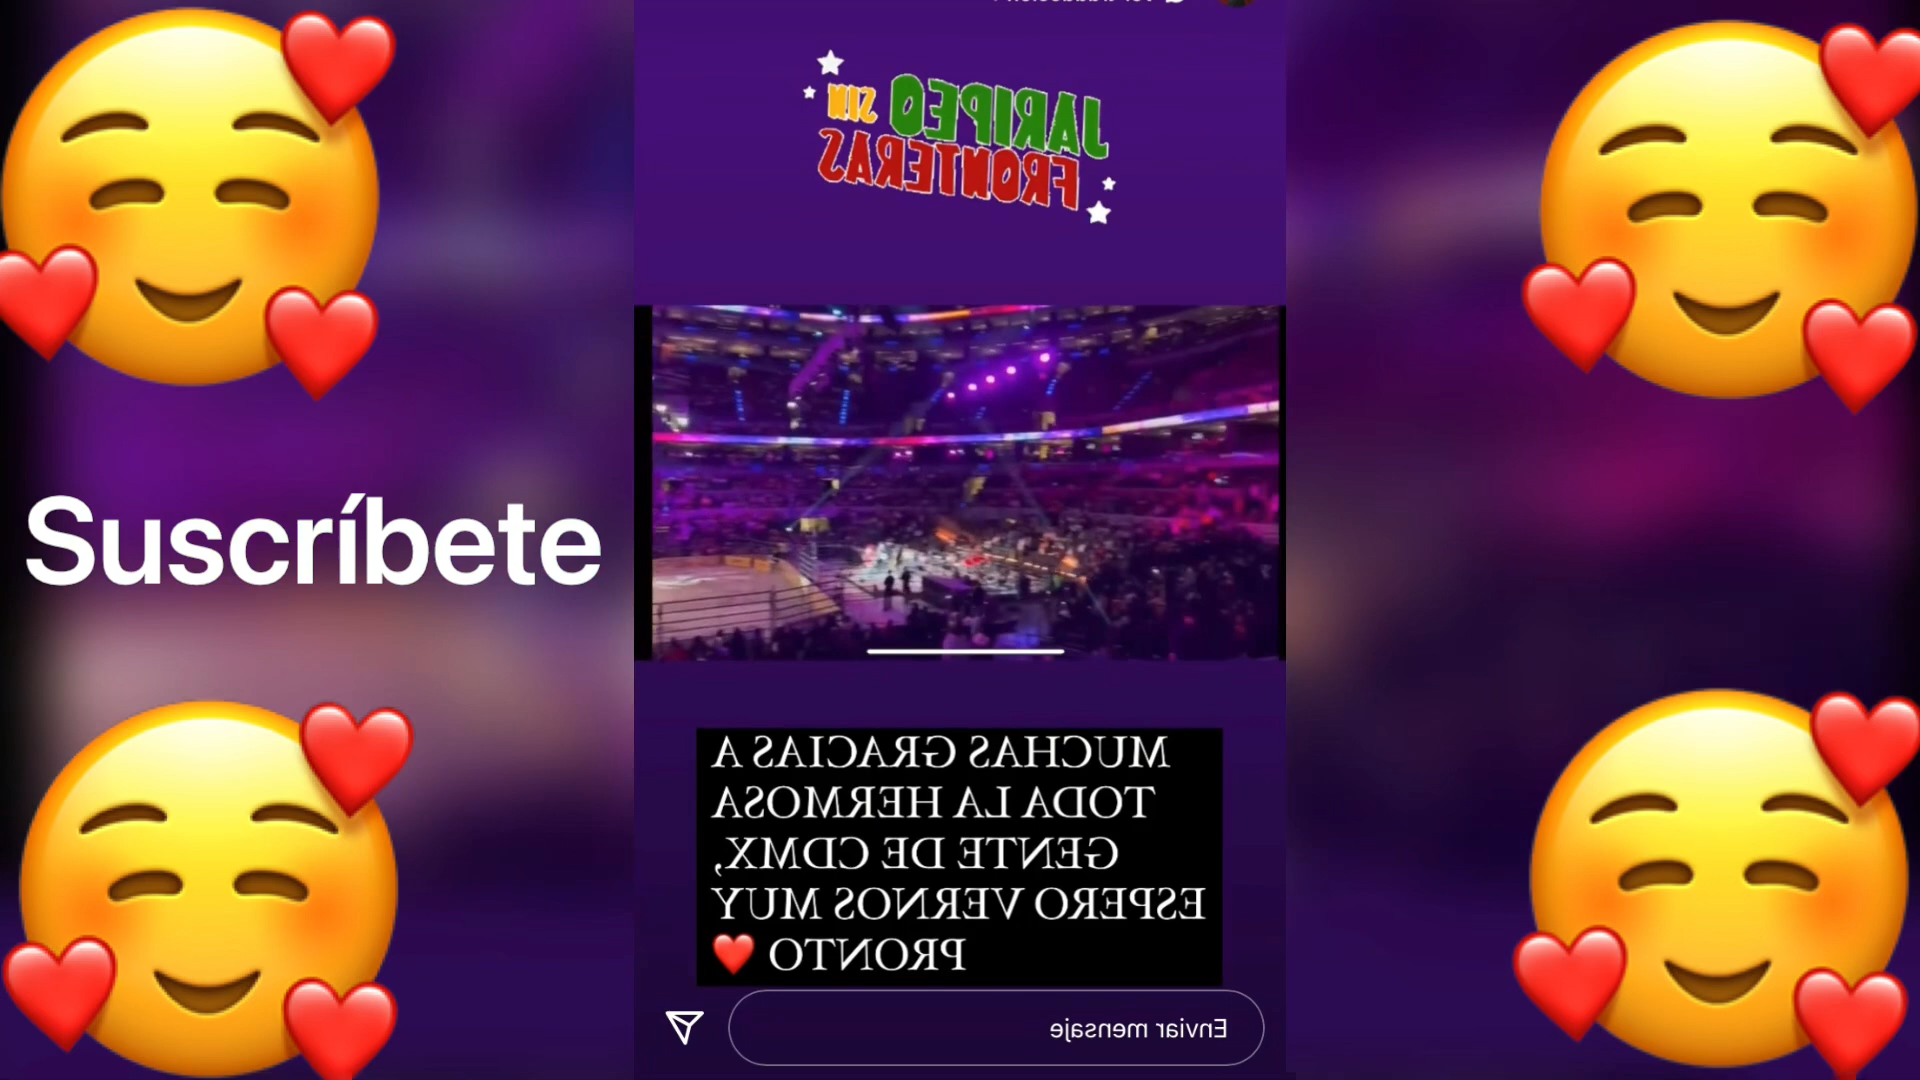 JARIPEO SIN
FRONTERAS
Suscríbete
MUCHAS GRACIAS A
TODA LA HERMOSA
GENTE DE CDMX,
ESPERO VERNOS MUY
PRONTO ❤️
Enviar mensaje